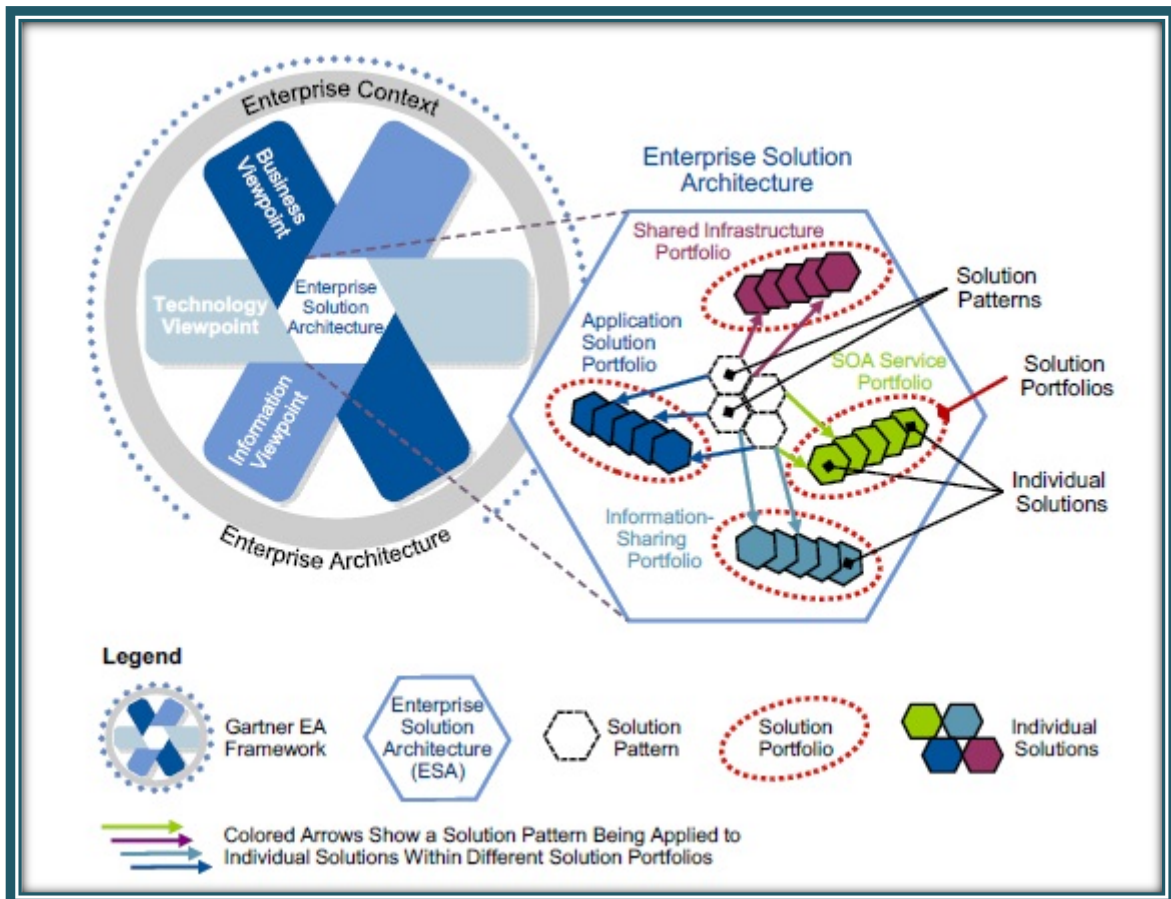 Enterprise Context
Business
Viewpoint
Technology
Viewpoint
Enterprise
Solution
Architecture
Information
Viewpoint
Enterprise Architecture
Enterprise Solution
Architecture
Shared Infrastructure
Portfolio
Solution
Patterns
Application
Solution
Portfolio
SOA Service
Portfolio
Solution
Portfolios
Individual
Solutions
Information-
Sharing
Portfolio
Legend
Gartner EA
Framework
Enterprise
Solution
Architecture
(ESA)
Solution
Pattern
Solution
Portfolio
Individual
Solutions
Colored Arrows Show a Solution Pattern Being Applied to
Individual Solutions Within Different Solution Portfolios